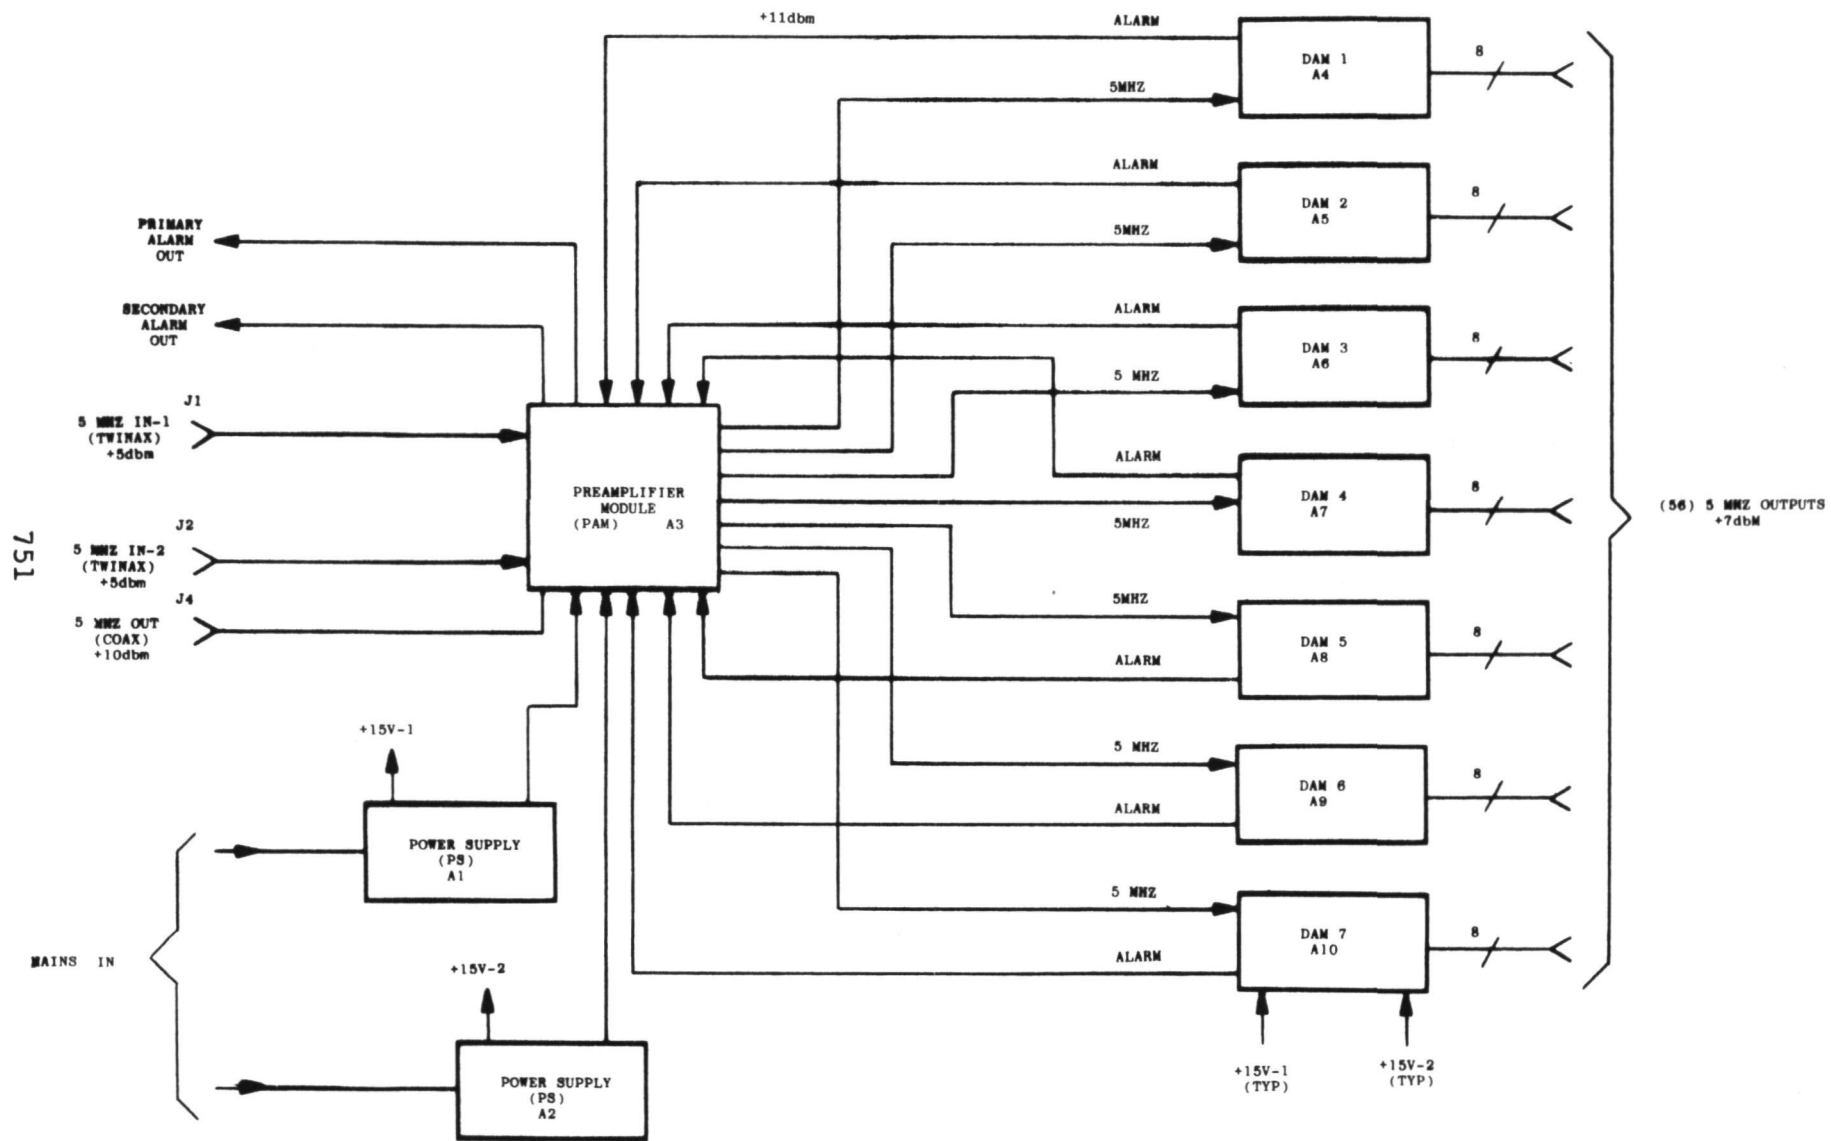 +11dbm
ALARM
DAM 1
A4
8
5MHZ
ALARM
DAM 2
A5
8
5MHZ
PRIMARY
ALARM
OUT
SECONDARY
ALARM
OUT
ALARM
DAM 3
A6
8
5 MHZ
J1
5 MHZ IN-1
(TWINAX)
+5dbm
PREAMPLIFIER
MODULE
(PAM) A3
ALARM
DAM 4
A7
8
5MHZ
(56) 5 MHZ OUTPUTS
+7dbM
751
J2
5 MHZ IN-2
(TWINAX)
+5dbm
J4
5 MHZ OUT
(COAX)
+10dbm
5MHZ
DAM 5
A8
8
ALARM
+15V-1
5 MHZ
DAM 6
A9
8
ALARM
POWER SUPPLY
(PS)
A1
5 MHZ
DAM 7
A10
8
ALARM
MAINS IN
+15V-2
POWER SUPPLY
(PS)
A2
+15V-1
(TYP)
+15V-2
(TYP)